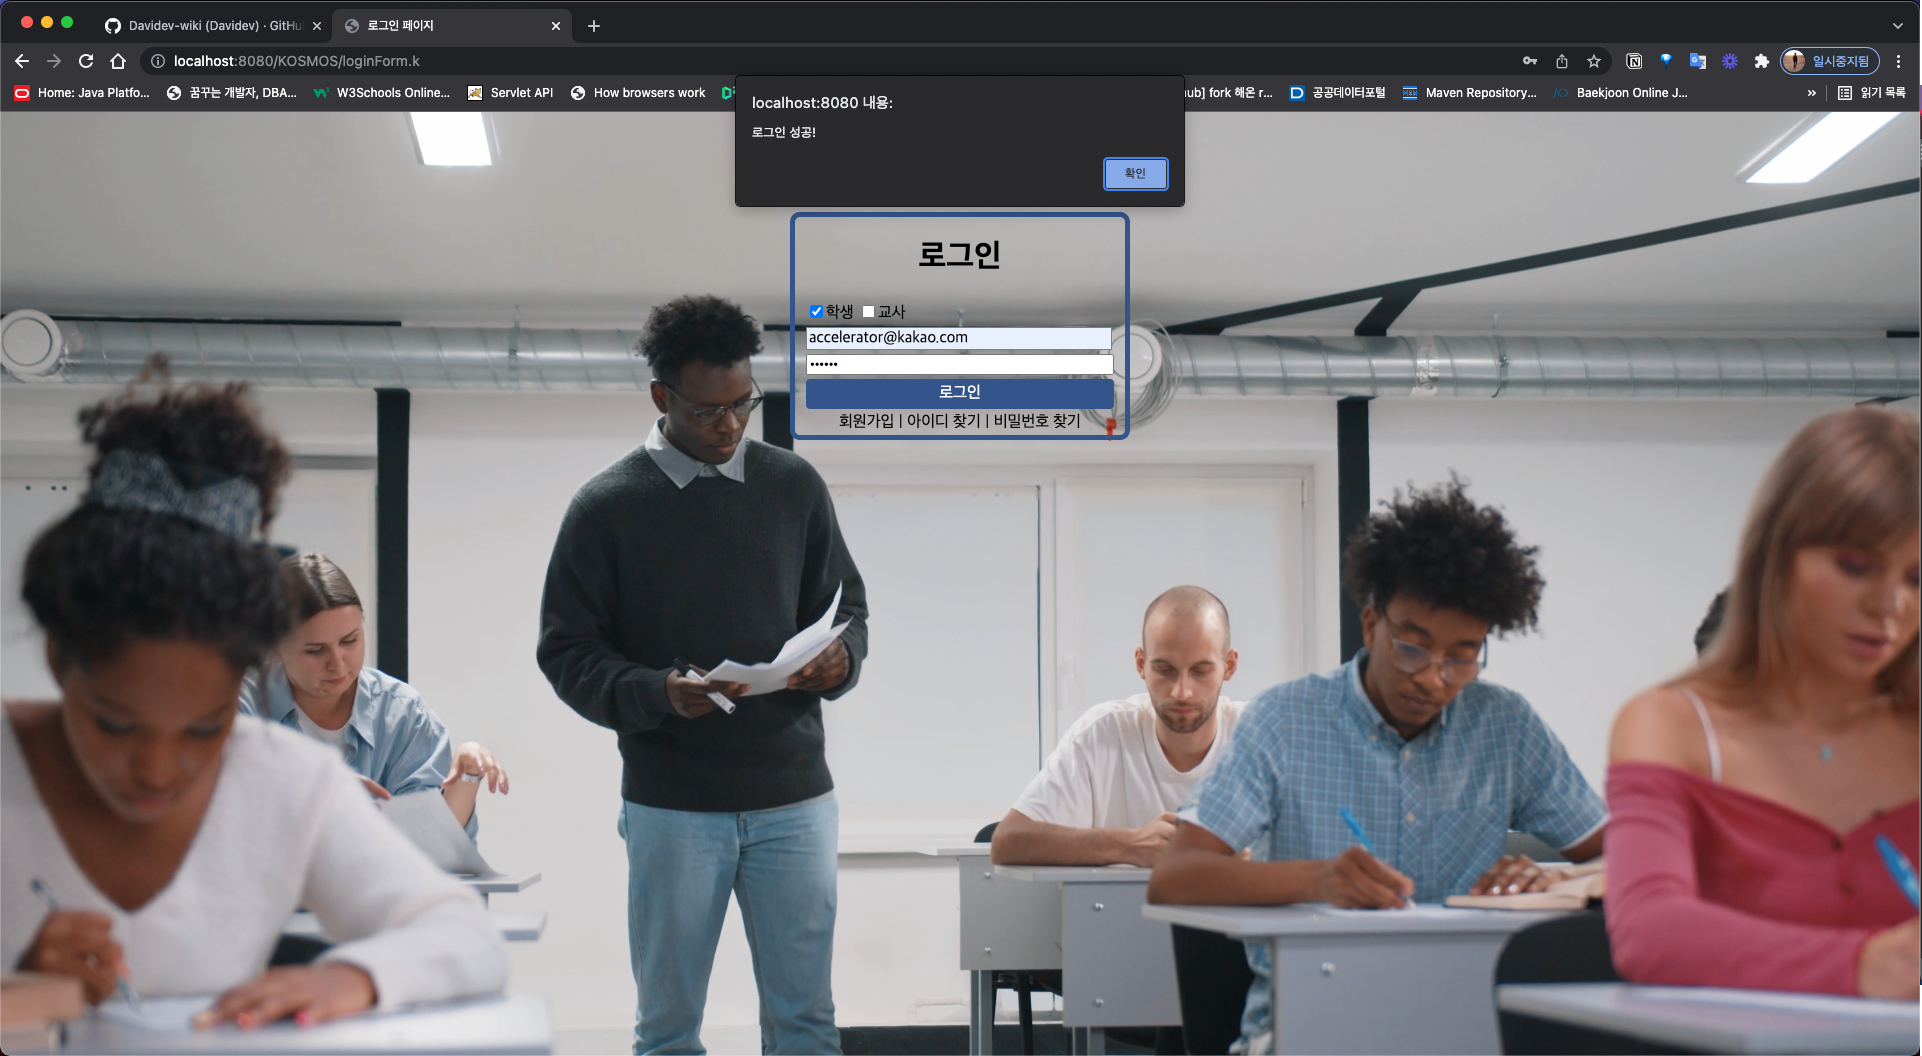 Davidev-wiki (Davidev) · GitHu
로그인 페이지
localhost:8080/KOSMOS/loginForm.k
일시중지됨
Home: Java Platfo...
꿈꾸는 개발자, DBA...
W3Schools Online...
Servlet API
How browsers work
ub] fork 해온 r...
공공데이터포털
Maven Repository...
Baekjoon Online J...
»
읽기 목록
localhost:8080 내용:
로그인 성공!
확인
로그인
학생 교사
accelerator@kakao.com
••••••
로그인
회원가입 | 아이디 찾기 | 비밀번호 찾기